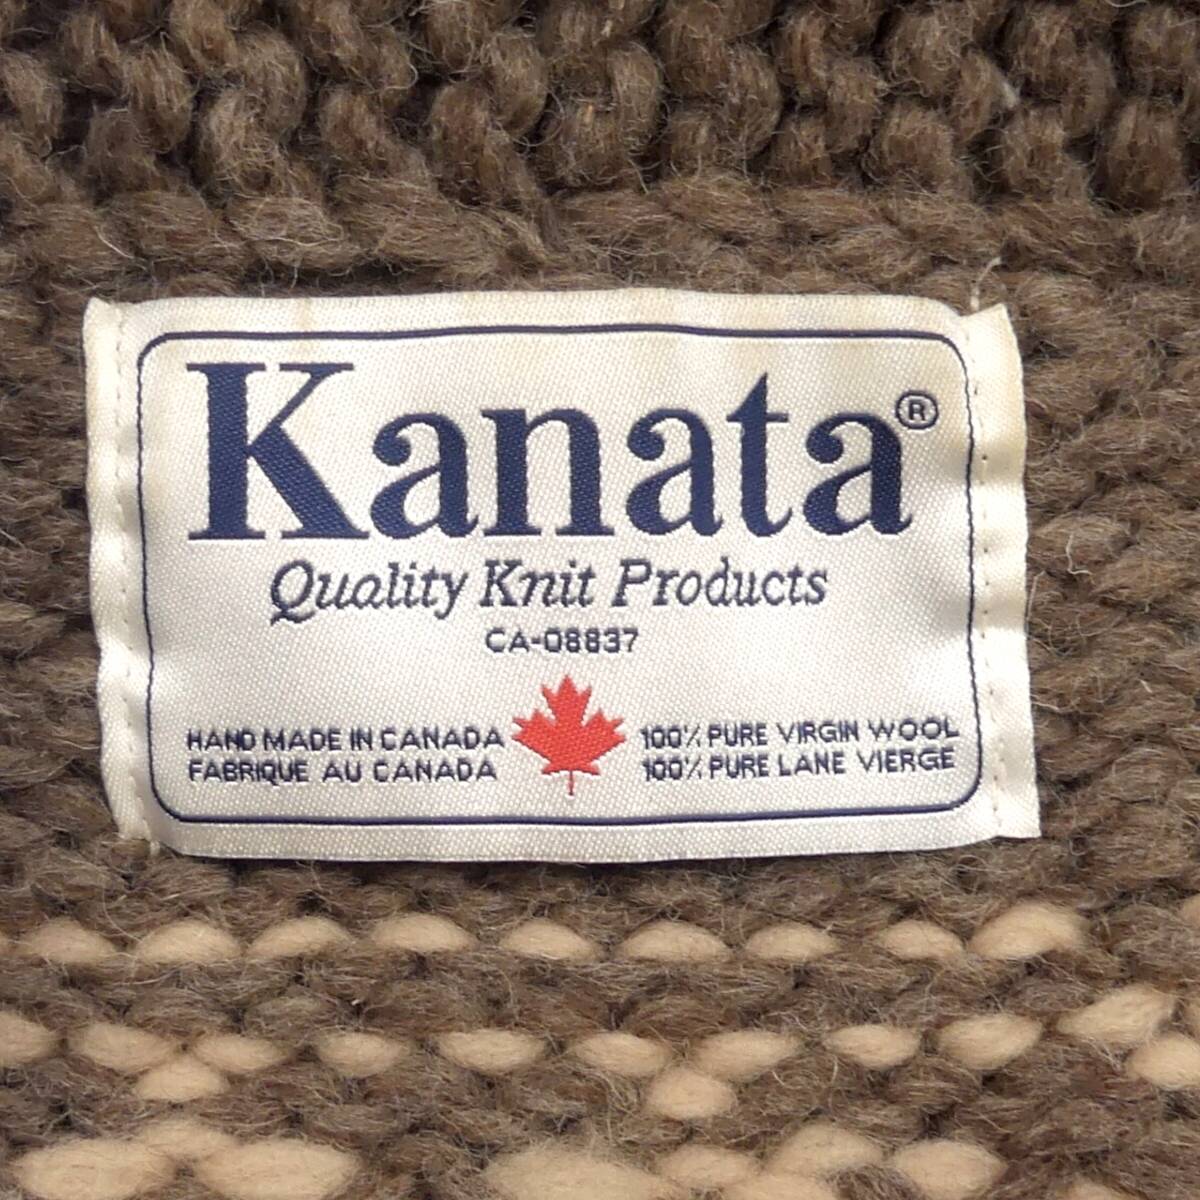 Kanata®
Quality Knit Products
CA-08837
HAND MADE IN CANADA
FABRIQUE AU CANADA
100% PURE VIRGIN WOOL
100% PURE LANE VIERGE